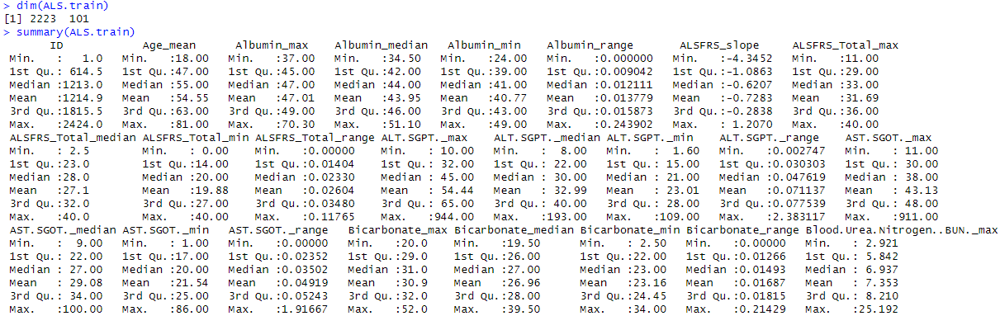 > dim(ALS.train)
[1] 2223 101
> summary(ALS.train)
ID Age_mean Albumin_max Albumin_median Albumin_min Albumin_range ALSFRS_slope ALSFRS_Total_max
Min. : 1.0 Min. :18.00 Min. :37.00 Min. :34.50 Min. :24.00 Min. :0.000000 Min. :-4.3452 Min. :11.00
1st Qu.: 614.5 1st Qu.:47.00 1st Qu.:45.00 1st Qu.:42.00 1st Qu.:39.00 1st Qu.:0.009042 1st Qu.:-1.0863 1st Qu.:29.00
Median :1213.0 Median :55.00 Median :47.00 Median :44.00 Median :41.00 Median :0.012111 Median :-0.6207 Median :33.00
Mean :1214.9 Mean :54.55 Mean :47.01 Mean :43.95 Mean :40.77 Mean :0.013779 Mean :-0.7283 Mean :31.69
3rd Qu.:1815.5 3rd Qu.:63.00 3rd Qu.:49.00 3rd Qu.:46.00 3rd Qu.:43.00 3rd Qu.:0.015873 3rd Qu.:-0.2838 3rd Qu.:36.00
Max. :2424.0 Max. :81.00 Max. :70.30 Max. :51.10 Max. :49.00 Max. :0.243902 Max. : 1.2070 Max. :40.00
ALSFRS_Total_median ALSFRS_Total_min ALSFRS_Total_range ALT.SGPT._max ALT.SGPT._median ALT.SGPT._min ALT.SGPT._range AST.SGOT._max
Min. : 2.5 Min. : 0.00 Min. :0.00000 Min. : 10.00 Min. : 8.00 Min. : 1.60 Min. :0.002747 Min. : 11.00
1st Qu.:23.0 1st Qu.:14.00 1st Qu.:0.01404 1st Qu.: 32.00 1st Qu.: 22.00 1st Qu.: 15.00 1st Qu.:0.030303 1st Qu.: 30.00
Median :28.0 Median :20.00 Median :0.02330 Median : 45.00 Median : 30.00 Median : 21.00 Median :0.047619 Median : 38.00
Mean :27.1 Mean :19.88 Mean :0.02604 Mean : 54.44 Mean : 32.99 Mean : 23.01 Mean :0.071137 Mean : 43.13
3rd Qu.:32.0 3rd Qu.:27.00 3rd Qu.:0.03480 3rd Qu.: 65.00 3rd Qu.: 40.00 3rd Qu.: 28.00 3rd Qu.:0.077539 3rd Qu.: 48.00
Max. :40.0 Max. :40.00 Max. :0.11765 Max. :944.00 Max. :193.00 Max. :109.00 Max. :2.383117 Max. :911.00
AST.SGOT._median AST.SGOT._min AST.SGOT._range Bicarbonate_max Bicarbonate_median Bicarbonate_min Bicarbonate_range Blood.Urea.Nitrogen..BUN._max
Min. : 9.00 Min. : 1.00 Min. :0.00000 Min. :20.0 Min. :19.50 Min. : 2.50 Min. :0.00000 Min. : 2.921
1st Qu.: 22.00 1st Qu.:17.00 1st Qu.:0.02352 1st Qu.:29.0 1st Qu.:26.00 1st Qu.:22.00 1st Qu.:0.01266 1st Qu.: 5.842
Median : 27.00 Median :20.00 Median :0.03502 Median :31.0 Median :27.00 Median :23.00 Median :0.01493 Median : 6.937
Mean : 29.08 Mean :21.54 Mean :0.04919 Mean :30.9 Mean :26.96 Mean :23.16 Mean :0.01687 Mean : 7.353
3rd Qu.: 34.00 3rd Qu.:25.00 3rd Qu.:0.05243 3rd Qu.:32.0 3rd Qu.:28.00 3rd Qu.:24.45 3rd Qu.:0.01815 3rd Qu.: 8.210
Max. :100.00 Max. :86.00 Max. :1.91667 Max. :52.0 Max. :39.50 Max. :34.00 Max. :0.21429 Max. :25.192